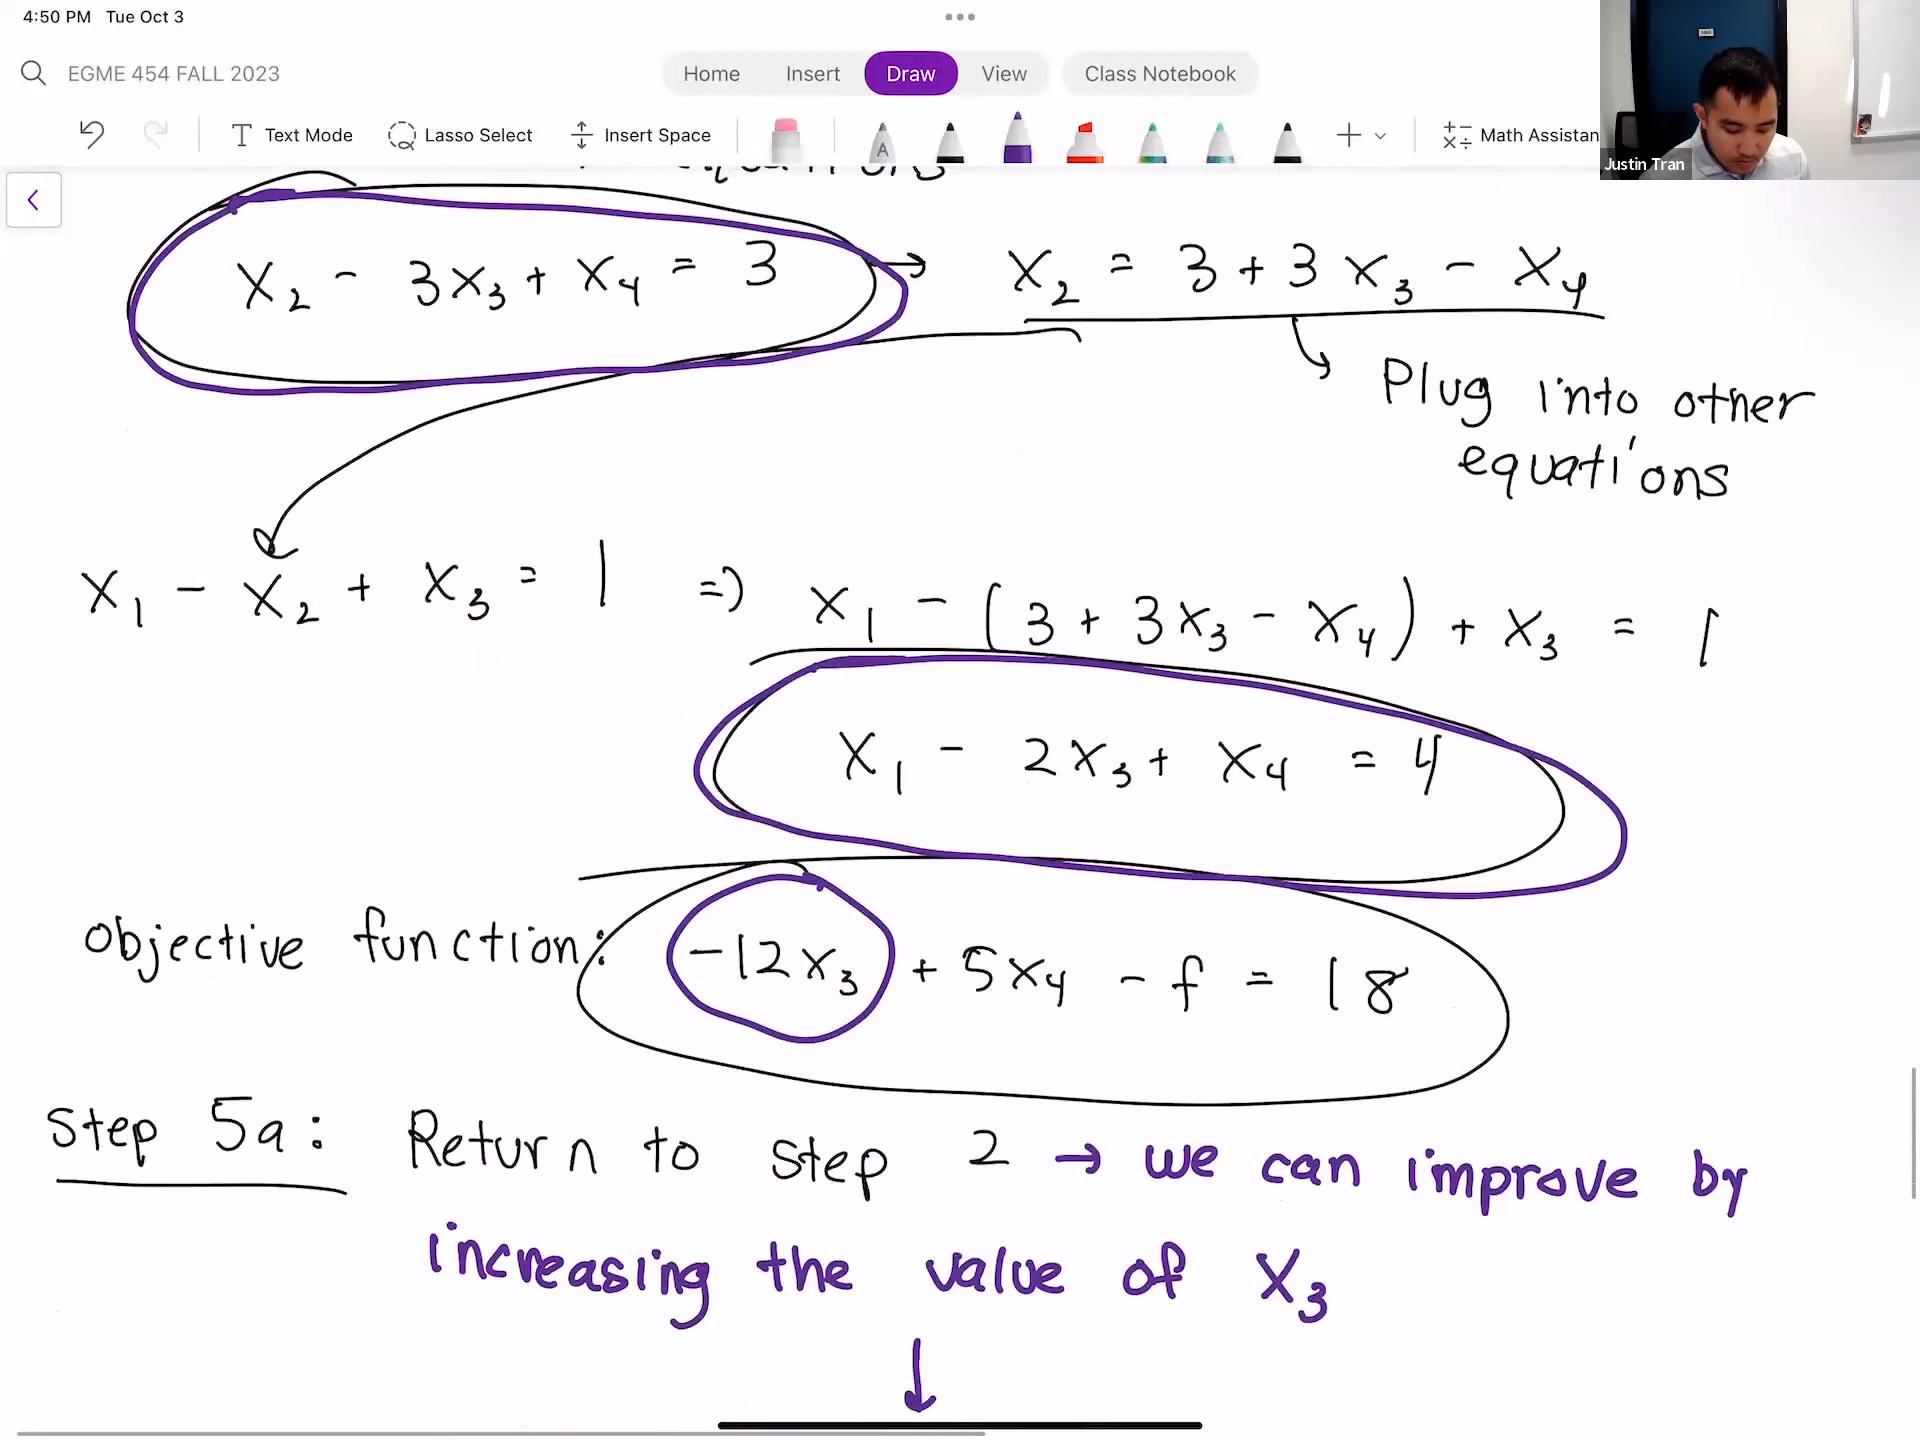 4:50 PM Tue Oct 3
EGME 454 FALL 2023
Home Insert Draw View Class Notebook
Text Mode Lasso Select Insert Space A Math Assistan
Justin Tran
equations
x₂ - 3x₃ + x₄ = 3 → x₂ = 3 + 3x₃ - x₄
Plug into other
equations
x₁ - x₂ + x₃ = 1 => x₁ - (3 + 3x₃ - x₄) + x₃ = 1
x₁ - 2x₃ + x₄ = 4
Objective function: -12x₃ + 5x₄ - f = 18
Step 5a: Return to step 2 → we can improve by
increasing the value of x₃